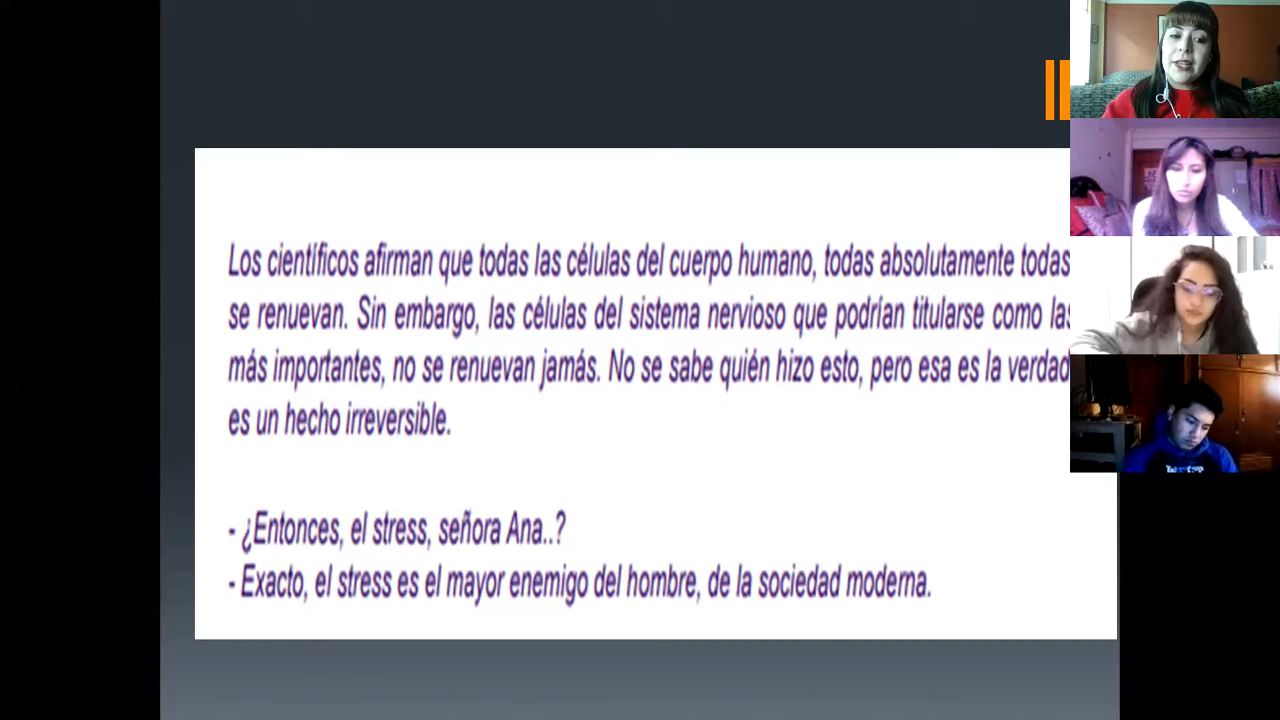 Los científicos afirman que todas las células del cuerpo humano, todas absolutamente todas
se renuevan. Sin embargo, las células del sistema nervioso que podrían titularse como las
más importantes, no se renuevan jamás. No se sabe quién hizo esto, pero esa es la verdad
es un hecho irreversible.
- ¿Entonces, el stress, señora Ana..?
- Exacto, el stress es el mayor enemigo del hombre, de la sociedad moderna.